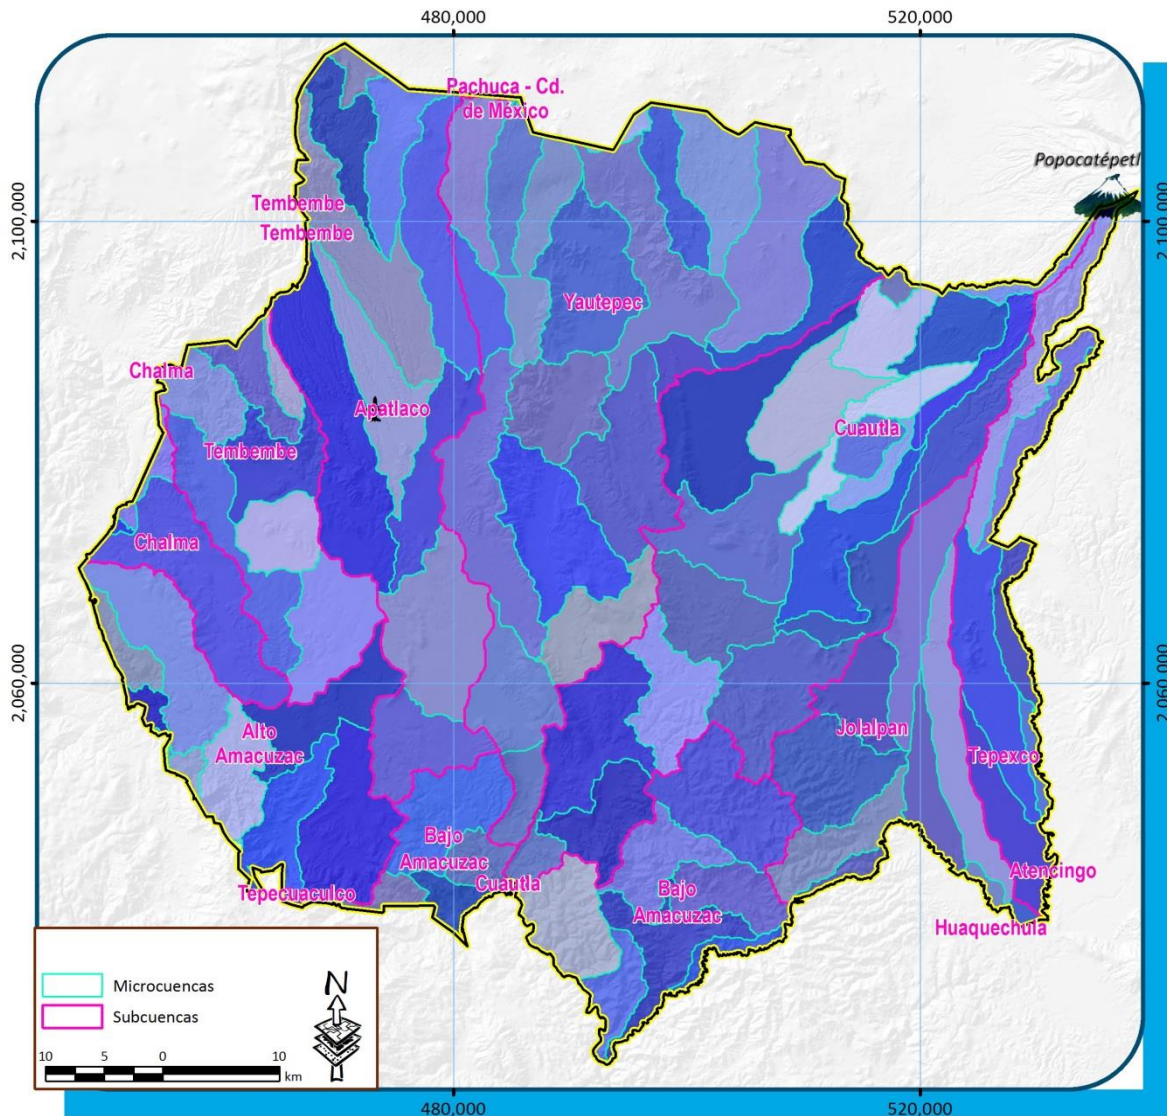 480,000
520,000
Pachuca - Cd.
de México
Popocatépetl
2,100,000
2,100,000
Tembembe
Tembembe
Yautepec
Chalma
Apatlaco
Cuautla
Tembembe
Chalma
2,060,000
2,060,000
Alto
Amacuzac
Jolalpan
Tepexco
Bajo
Amacuzac
Cuautla
Tepecuaculco
Bajo
Amacuzac
Atencingo
Huaquechula
Microcuencas
Subcuencas
N
10 5 0 10
km
480,000
520,000